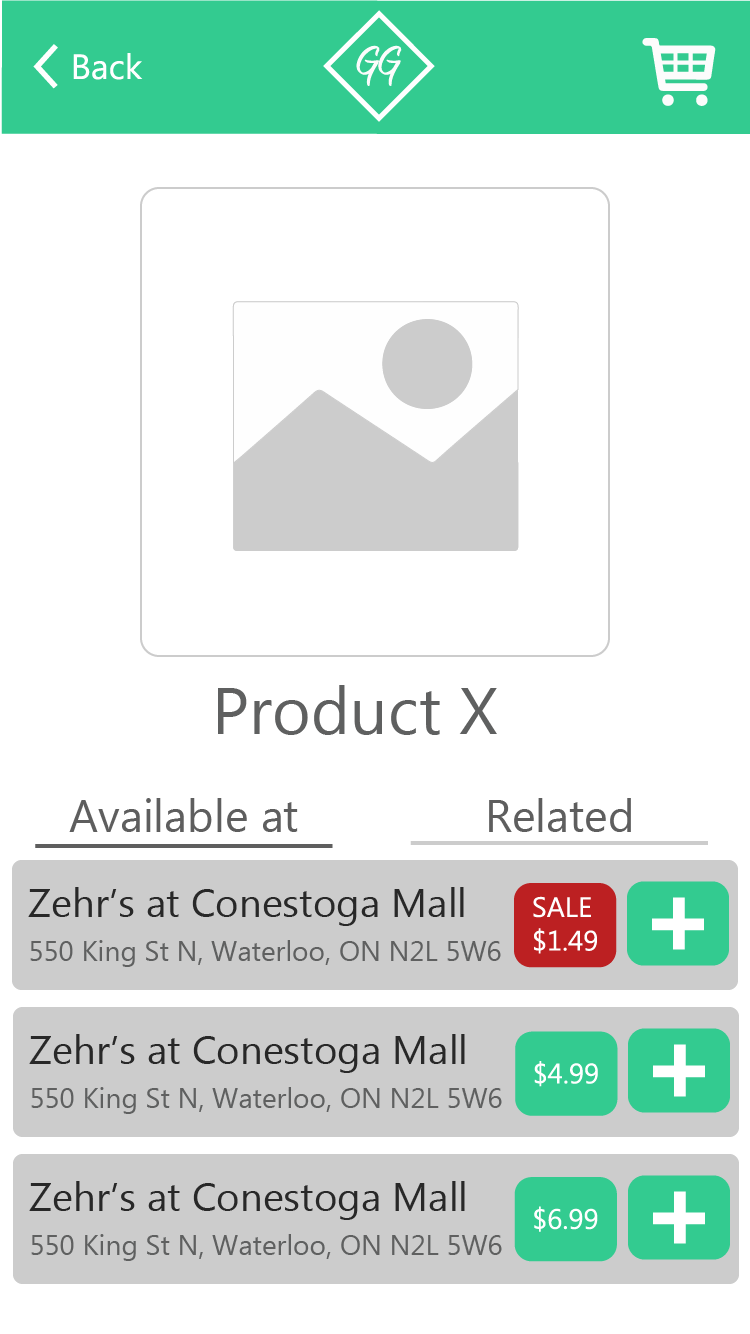 Back
GG
Product X
Available at
Related
Zehr’s at Conestoga Mall
550 King St N, Waterloo, ON N2L 5W6
SALE
$1.49
Zehr’s at Conestoga Mall
550 King St N, Waterloo, ON N2L 5W6
$4.99
Zehr’s at Conestoga Mall
550 King St N, Waterloo, ON N2L 5W6
$6.99